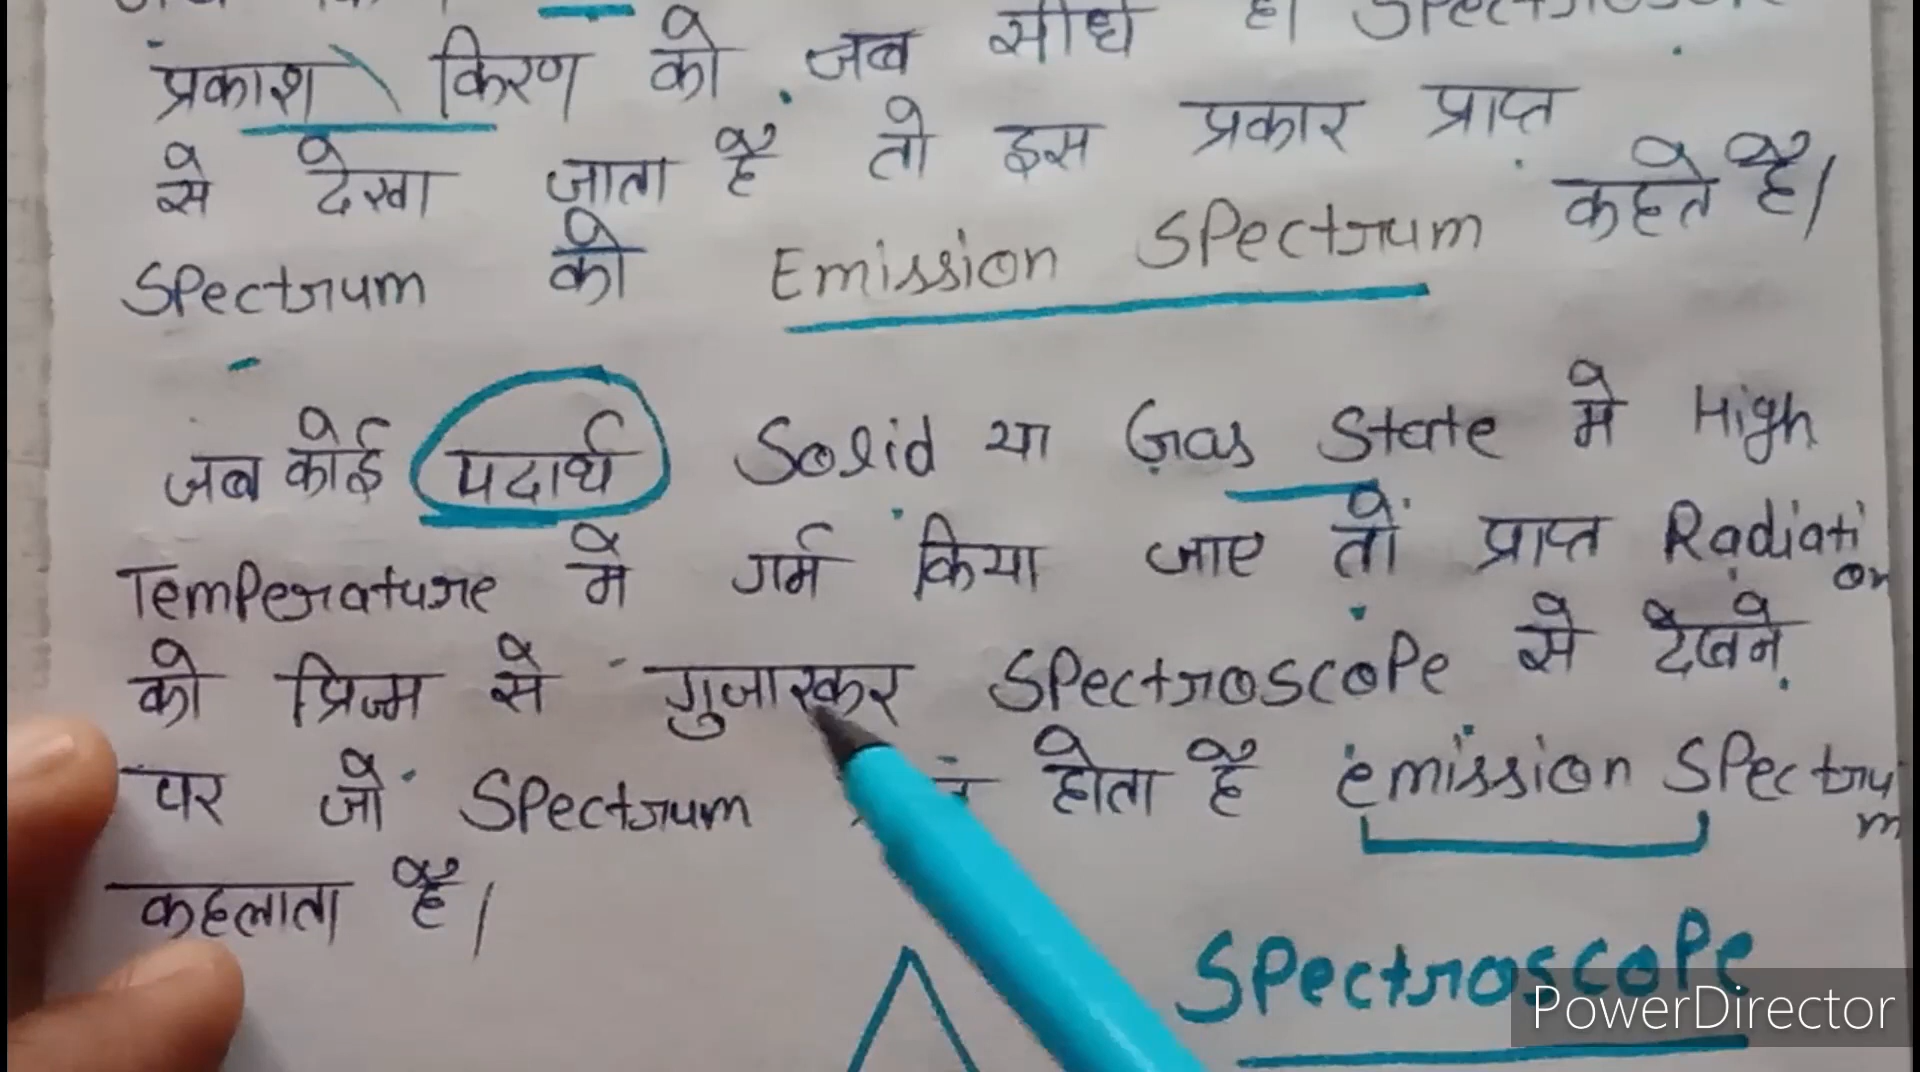 प्रकाश किरण को जब सीधे ही
से देखा जाता है तो इस प्रकार प्राप्त
Spectrum को Emission Spectrum कहते है।
जब कोई पदार्थ Solid या Gas State मे High
Temperature मे गर्म किया जाए तो प्राप्त Radiation
को प्रिज्म से गुजारकर Spectroscope से देखने
पर जो Spectrum होता है emission Spectrum
कहलाता है।
Spectroscope
PowerDirector